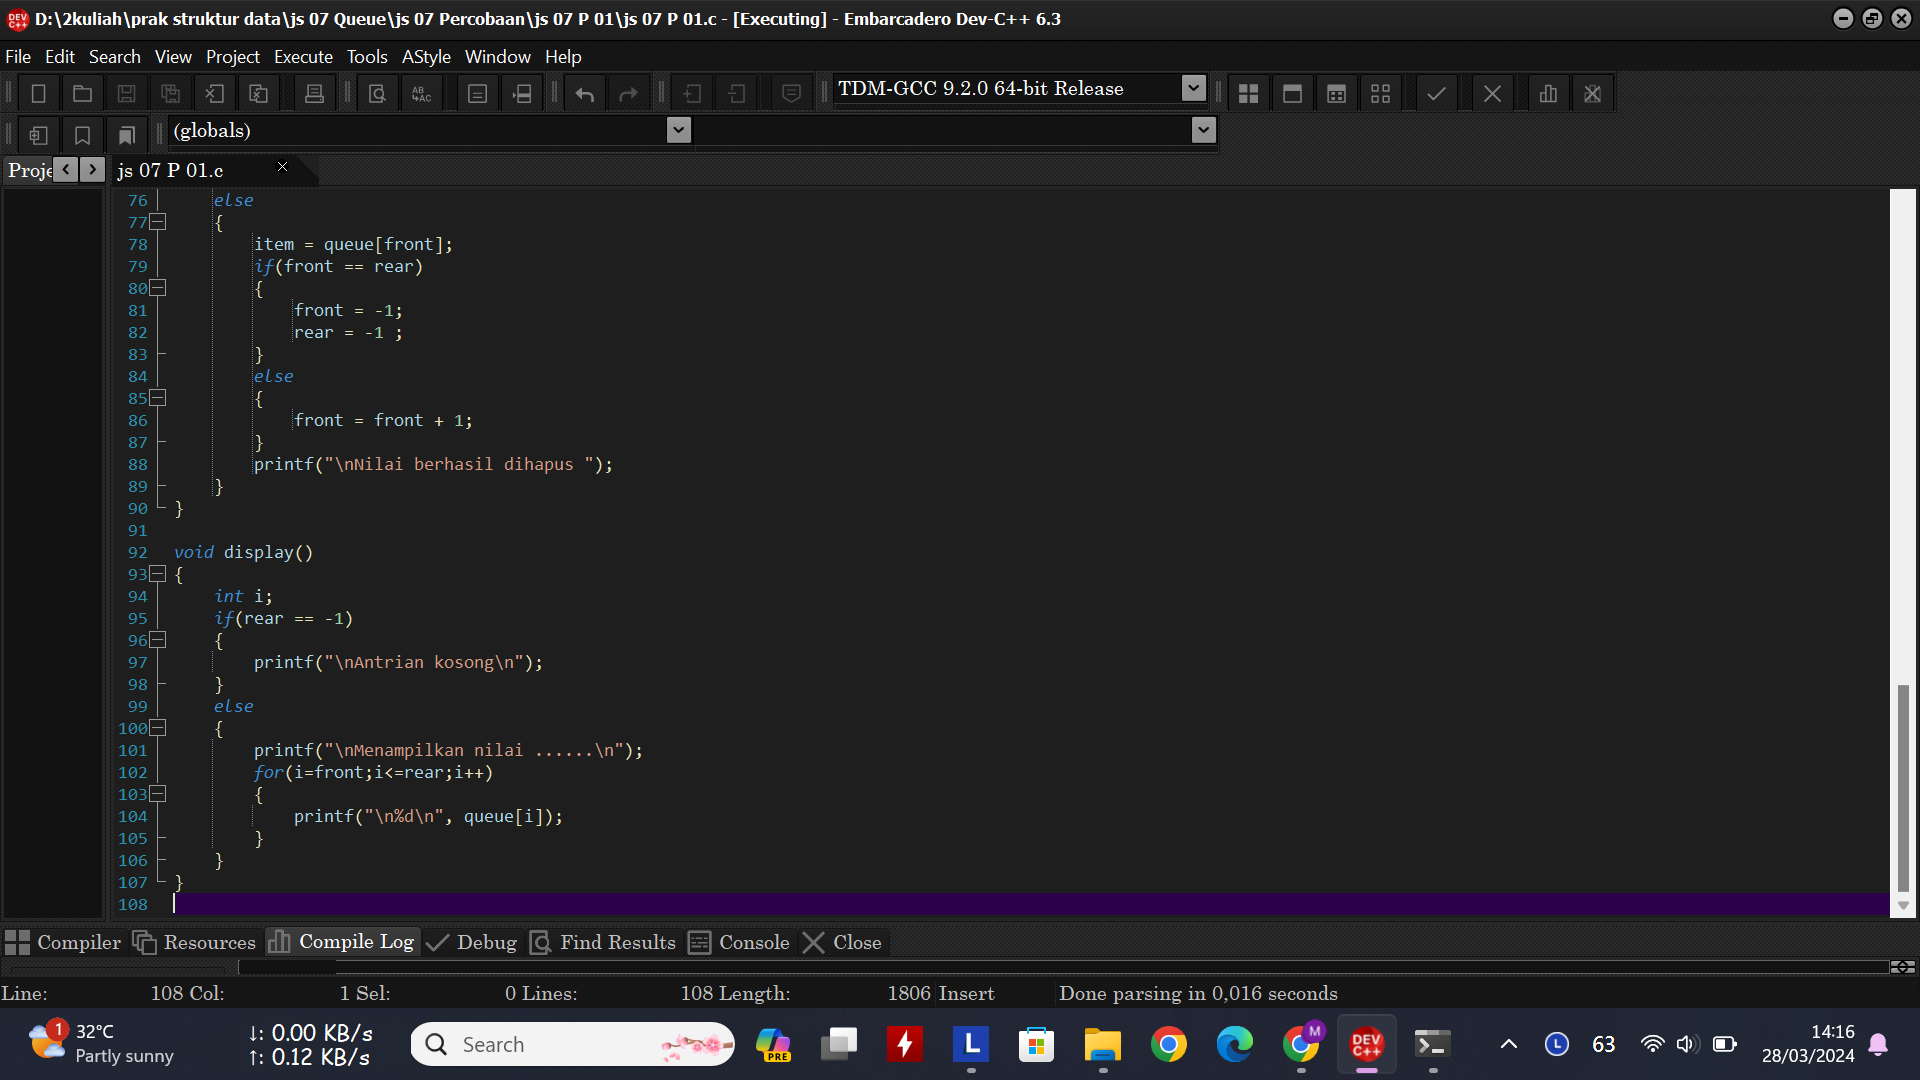 D:\2kuliah\prak struktur data\js 07 Queue\js 07 Percobaan\js 07 P 01\js 07 P 01.c - [Executing] - Embarcadero Dev-C++ 6.3
File Edit Search View Project Execute Tools AStyle Window Help
TDM-GCC 9.2.0 64-bit Release
(globals)
Proje
js 07 P 01.c
76 else
77 {
78 item = queue[front];
79 if(front == rear)
80 {
81 front = -1;
82 rear = -1 ;
83 }
84 else
85 {
86 front = front + 1;
87 }
88 printf("\nNilai berhasil dihapus ");
89 }
90 }
91
92 void display()
93 {
94 int i;
95 if(rear == -1)
96 {
97 printf("\nAntrian kosong\n");
98 }
99 else
100 {
101 printf("\nMenampilkan nilai ......\n");
102 for(i=front;i<=rear;i++)
103 {
104 printf("\n%d\n", queue[i]);
105 }
106 }
107 }
108
Compiler Resources Compile Log Debug Find Results Console Close
Line: 108 Col: 1 Sel: 0 Lines: 108 Length: 1806 Insert Done parsing in 0,016 seconds
1 32°C
Partly sunny
↓: 0.00 KB/s
↑: 0.12 KB/s
Search
PRE
L
M
DEV C++
L
63
14:16
28/03/2024